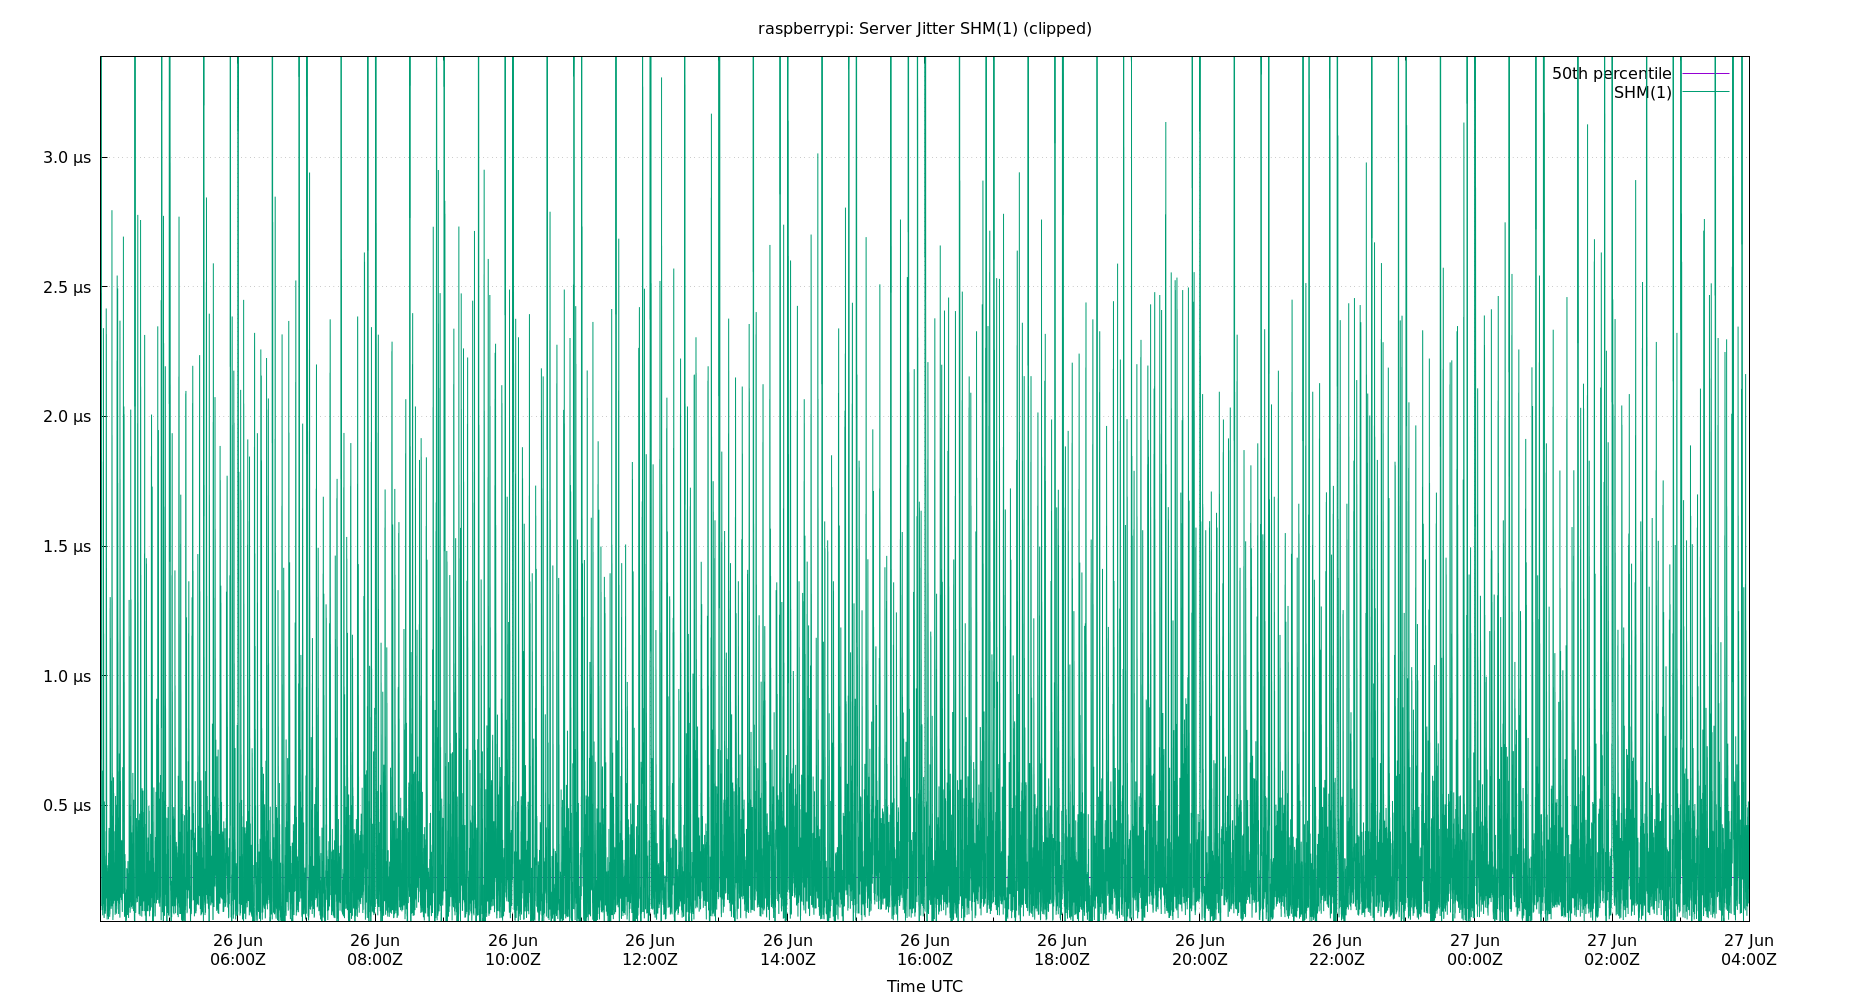 raspberrypi: Server Jitter SHM(1) (clipped)
50th percentile
SHM(1)
3.0 µs
2.5 µs
2.0 µs
1.5 µs
1.0 µs
0.5 µs
26 Jun 26 Jun 26 Jun 26 Jun 26 Jun 26 Jun 26 Jun 26 Jun 26 Jun 27 Jun 27 Jun 27 Jun
06:00Z 08:00Z 10:00Z 12:00Z 14:00Z 16:00Z 18:00Z 20:00Z 22:00Z 00:00Z 02:00Z 04:00Z
Time UTC